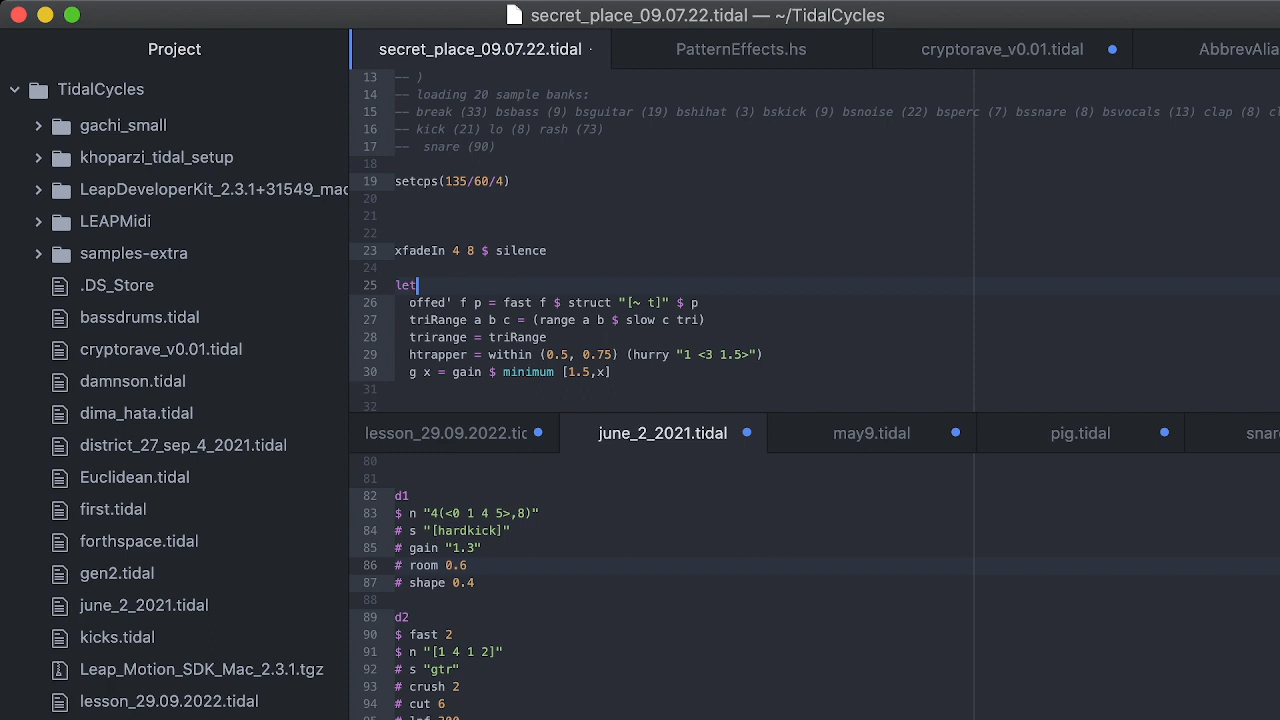 secret_place_09.07.22.tidal — ~/TidalCycles
Project
TidalCycles
gachi_small
khoparzi_tidal_setup
LeapDeveloperKit_2.3.1+31549_mac
LEAPMidi
samples-extra
.DS_Store
bassdrums.tidal
cryptorave_v0.01.tidal
damnson.tidal
dima_hata.tidal
district_27_sep_4_2021.tidal
Euclidean.tidal
first.tidal
forthspace.tidal
gen2.tidal
june_2_2021.tidal
kicks.tidal
Leap_Motion_SDK_Mac_2.3.1.tgz
lesson_29.09.2022.tidal
secret_place_09.07.22.tidal PatternEffects.hs cryptorave_v0.01.tidal AbbrevAlia
13 -- )
14 -- loading 20 sample banks:
15 -- break (33) bsbass (9) bsguitar (19) bshihat (3) bskick (9) bsnoise (22) bsperc (7) bssnare (8) bsvocals (13) clap (8) cl
16 -- kick (21) lo (8) rash (73)
17 --  snare (90)
18
19 setcps(135/60/4)
20
21
22
23 xfadeIn 4 8 $ silence
24
25 let
26   offed' f p = fast f $ struct "[~ t]" $ p
27   triRange a b c = (range a b $ slow c tri)
28   trirange = triRange
29   htrapper = within (0.5, 0.75) (hurry "1 <3 1.5>")
30   g x = gain $ minimum [1.5,x]
31
32
lesson_29.09.2022.tic june_2_2021.tidal may9.tidal pig.tidal snar
80
81
82 d1
83 $ n "4(<0 1 4 5>,8)"
84 # s "[hardkick]"
85 # gain "1.3"
86 # room 0.6
87 # shape 0.4
88
89 d2
90 $ fast 2
91 $ n "[1 4 1 2]"
92 # s "gtr"
93 # crush 2
94 # cut 6
95 # lpf 200